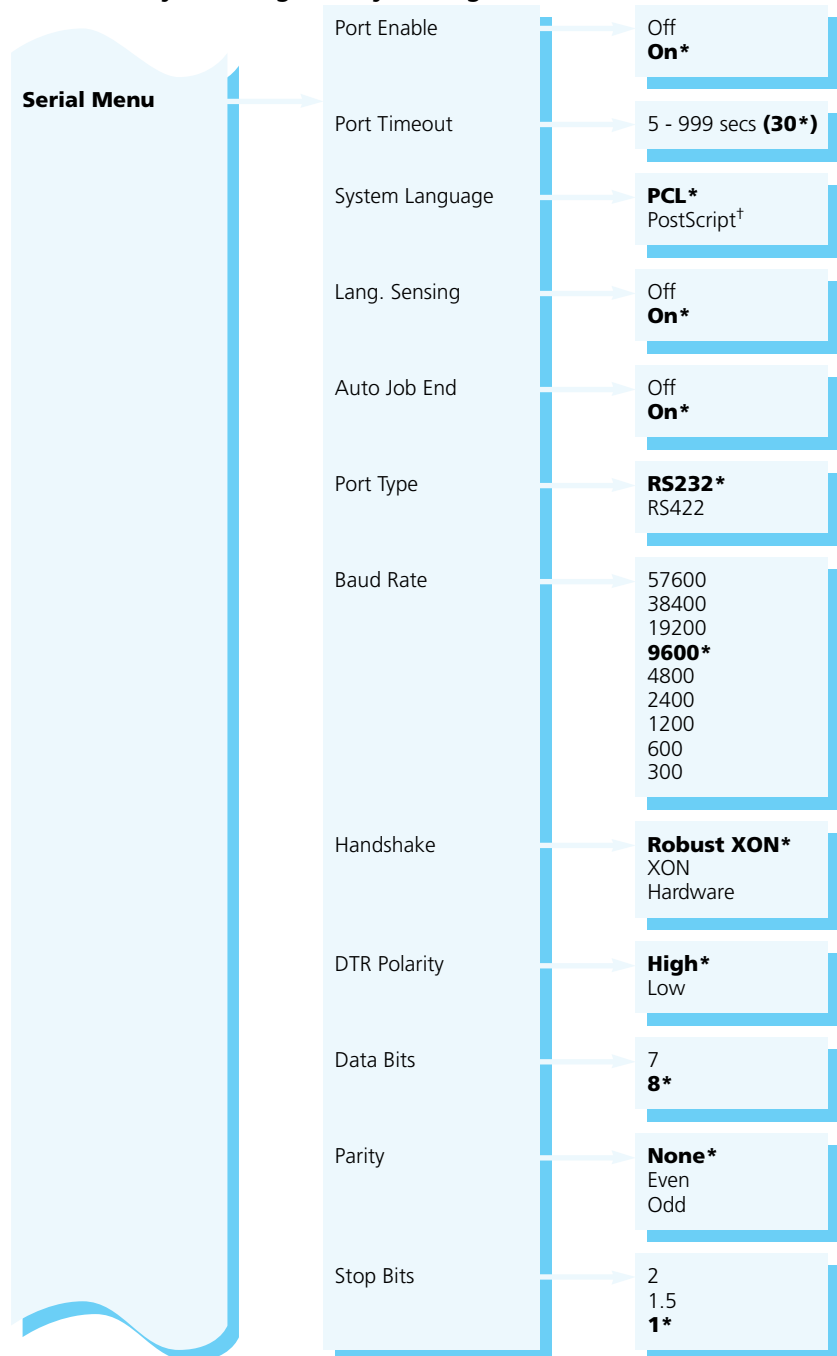 Serial Menu
Port Enable
Off
On*
Port Timeout
5 - 999 secs (30*)
System Language
PCL*
PostScript†
Lang. Sensing
Off
On*
Auto Job End
Off
On*
Port Type
RS232*
RS422
Baud Rate
57600
38400
19200
9600*
4800
2400
1200
600
300
Handshake
Robust XON*
XON
Hardware
DTR Polarity
High*
Low
Data Bits
7
8*
Parity
None*
Even
Odd
Stop Bits
2
1.5
1*